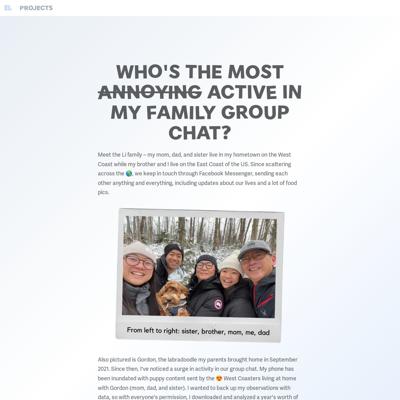 EL PROJECTS
WHO'S THE MOST
ANNOYING ACTIVE IN
MY FAMILY GROUP
CHAT?
Meet the Li family – my mom, dad, and sister live in my hometown on the West
Coast while my brother and I live on the East Coast of the US. Since scattering
across the 🌎, we keep in touch through Facebook Messenger, sending each
other anything and everything, including updates about our lives and a lot of food
pics.
From left to right: sister, brother, mom, me, dad
Also pictured is Gordon, the labradoodle my parents brought home in September
2021. Since then, I've noticed a surge in activity in our group chat. My phone has
been inundated with puppy content sent by the 😍 West Coasters living at home
with Gordon (mom, dad, and sister). I wanted to back up my observations with
data, so with everyone's permission, I downloaded and analyzed a year's worth of